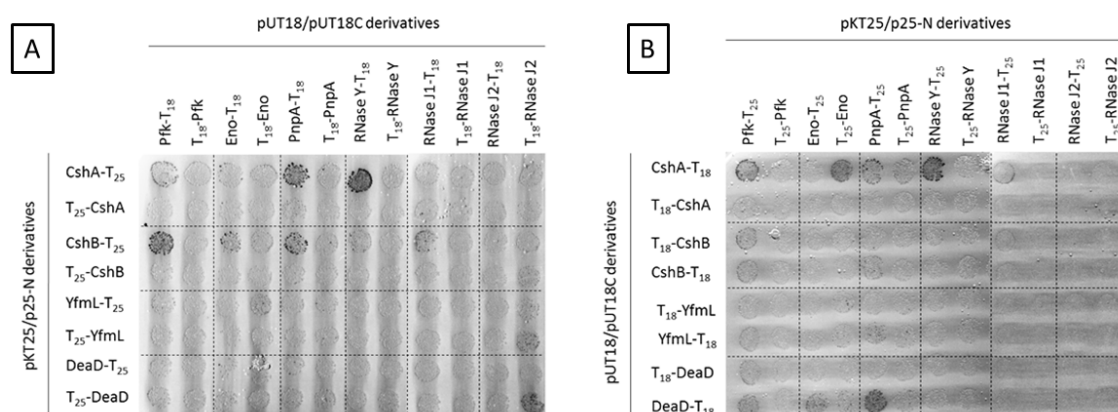 A
pUT18/pUT18C derivatives
Pfk-T18
T18-Pfk
Eno-T18
T18-Eno
PnpA-T18
T18-PnpA
RNase Y-T18
T18-RNase Y
RNase J1-T18
T18-RNase J1
RNase J2-T18
T18-RNase J2
pKT25/p25-N derivatives
CshA-T25
T25-CshA
CshB-T25
T25-CshB
YfmL-T25
T25-YfmL
DeaD-T25
T25-DeaD
B
pKT25/p25-N derivatives
Pfk-T25
T25-Pfk
Eno-T25
T25-Eno
PnpA-T25
T25-PnpA
RNase Y-T25
T25-RNase Y
RNase J1-T25
T25-RNase J1
RNase J2-T25
T25-RNase J2
pUT18/pUT18C derivatives
CshA-T18
T18-CshA
T18-CshB
CshB-T18
T18-YfmL
YfmL-T18
T18-DeaD
DeaD-T18